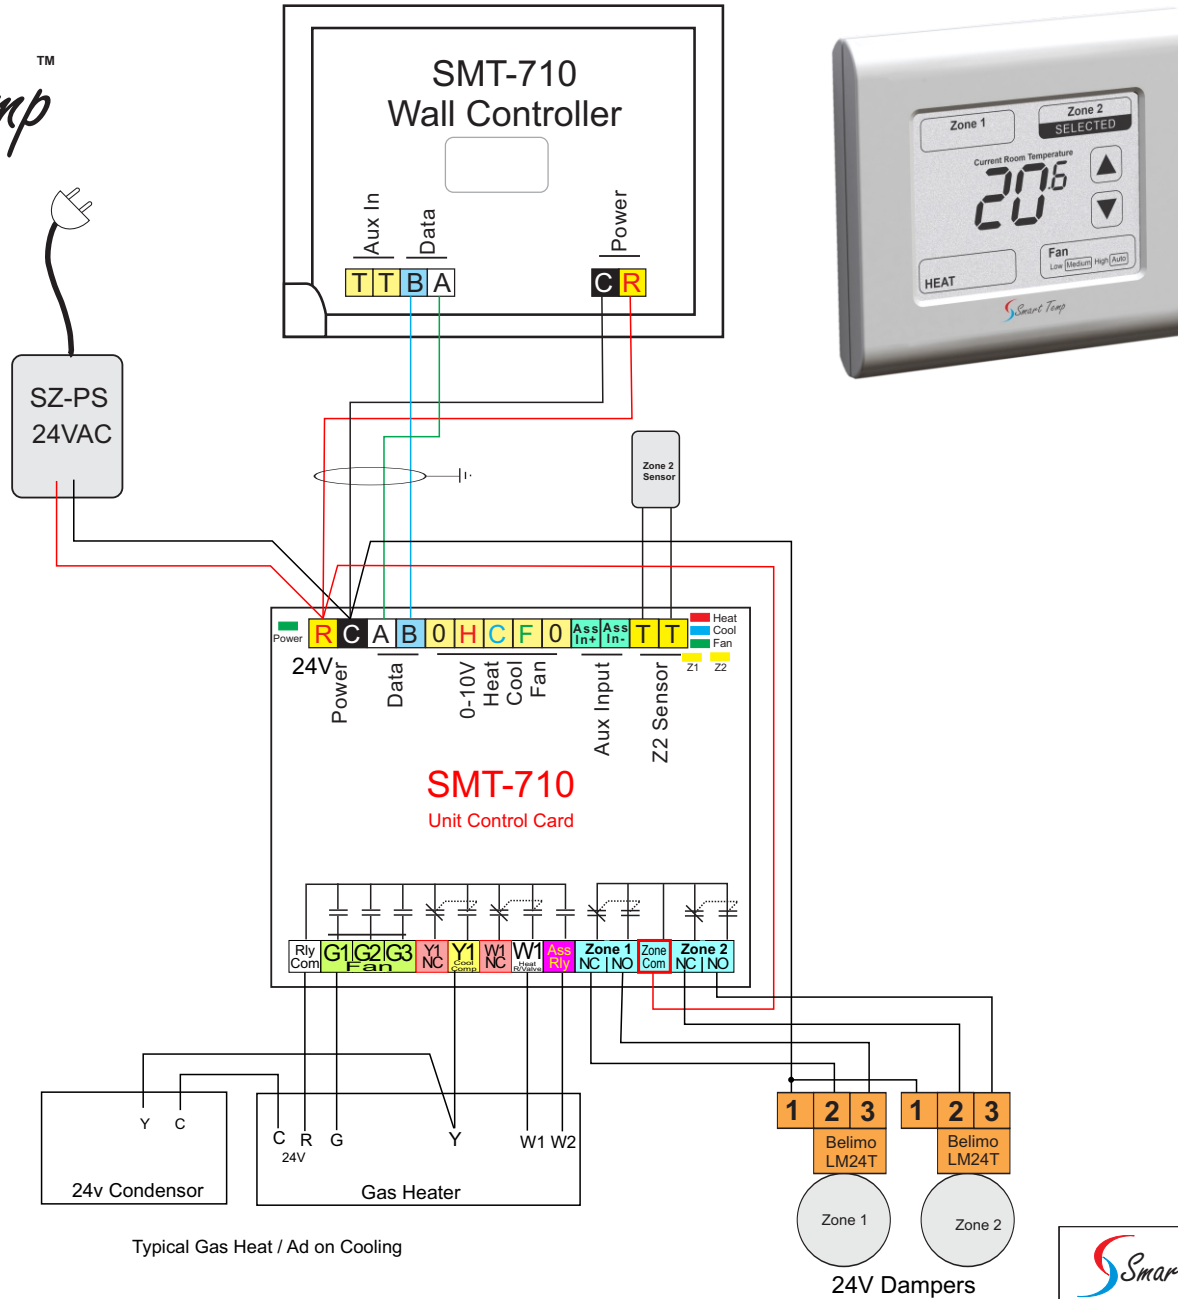 TM
mp
SMT-710
Wall Controller
Aux In
Data
Power
T T B A
C R
Zone 1
Zone 2
SELECTED
Current Room Temperature
20.6
HEAT
Fan
Low Medium High Auto
Smart Temp
SZ-PS
24VAC
Zone 2
Sensor
Power
R C A B 0 H C F 0 Ass In+ Ass In- T T
Heat
Cool
Fan
Z1 Z2
24V
Power
Data
0-10V
Heat
Cool
Fan
Aux Input
Z2 Sensor
SMT-710
Unit Control Card
Rly Com
G1 G2 G3
Fan
Y1 NC
Y1
Cool
Comp
W1 NC
W1
Heat
R/Valve
Ass Rly
Zone 1
NC NO
Zone Com
Zone 2
NC NO
Y C
24v Condensor
C R G Y W1 W2
24V
Gas Heater
1 2 3
Belimo
LM24T
Zone 1
1 2 3
Belimo
LM24T
Zone 2
24V Dampers
Typical Gas Heat / Ad on Cooling
Smar